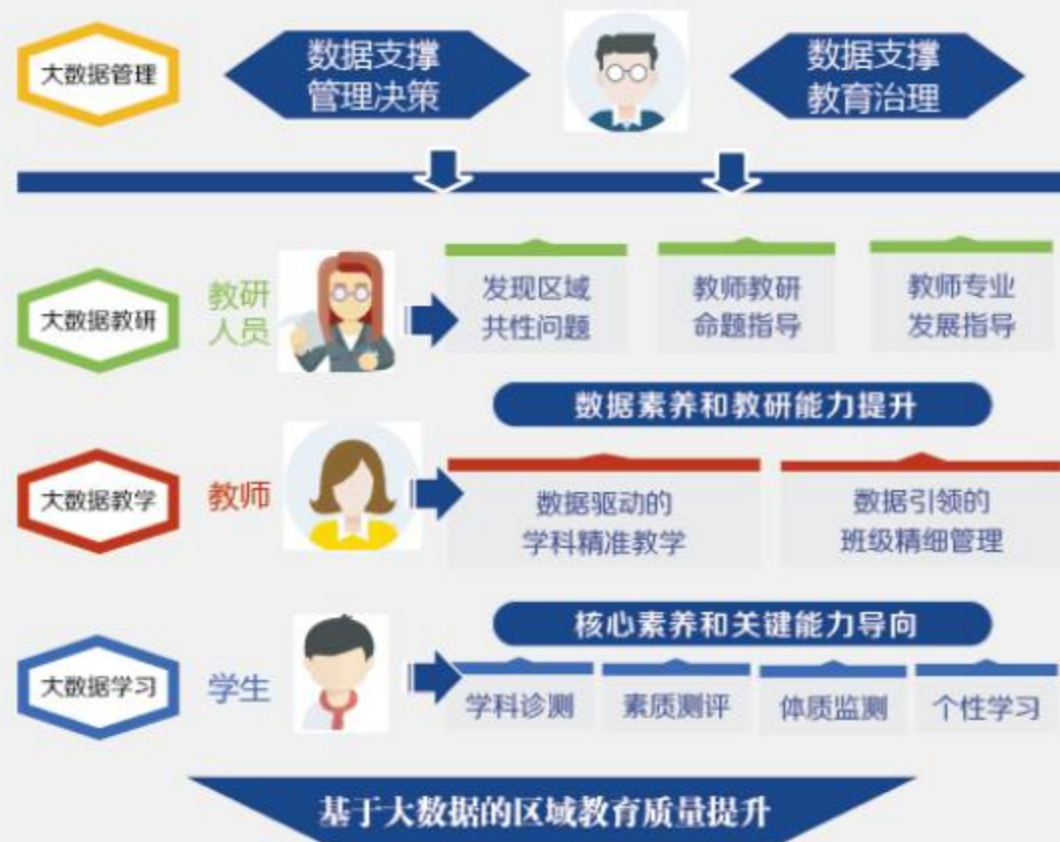 大数据管理
数据支撑
管理决策
数据支撑
教育治理
大数据教研
教研
人员
发现区域
共性问题
教师教研
命题指导
教师专业
发展指导
数据素养和教研能力提升
大数据教学
教师
数据驱动的
学科精准教学
数据引领的
班级精细管理
核心素养和关键能力导向
大数据学习
学生
学科诊测
素质测评
体质监测
个性学习
基于大数据的区域教育质量提升